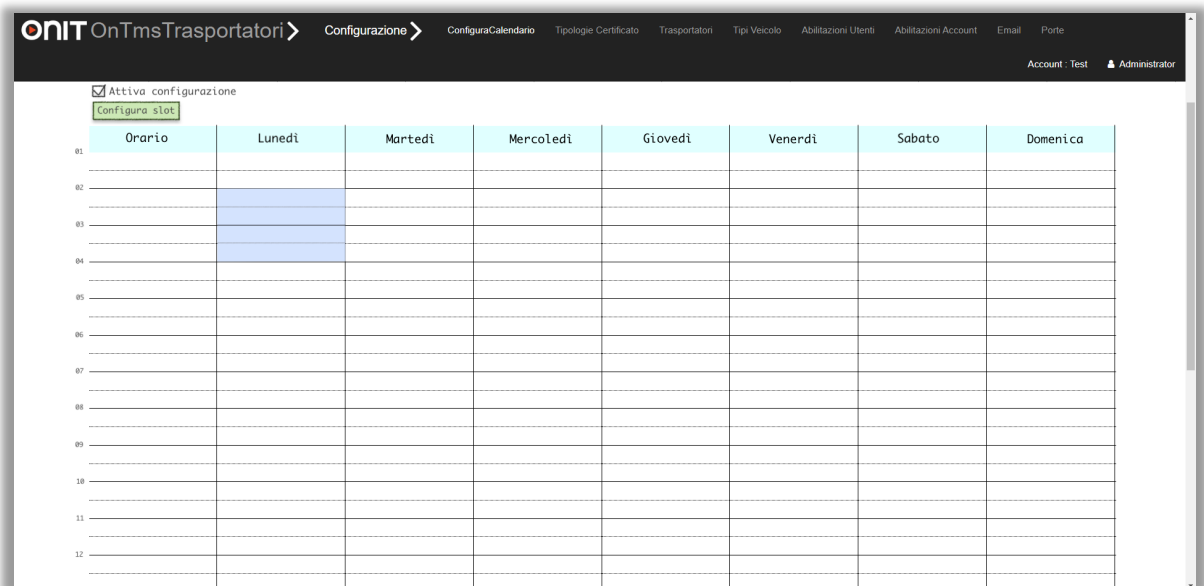 ONIT OnTmsTrasportatori Configurazione ConfiguraCalendario Tipologie Certificato Trasportatori Tipi Veicolo Abilitazioni Utenti Abilitazioni Account Email Porte
Account : Test Administrator
Attiva configurazione
Configura slot
Orario Lunedì Martedì Mercoledì Giovedì Venerdì Sabato Domenica
01
02
03
04
05
06
07
08
09
10
11
12